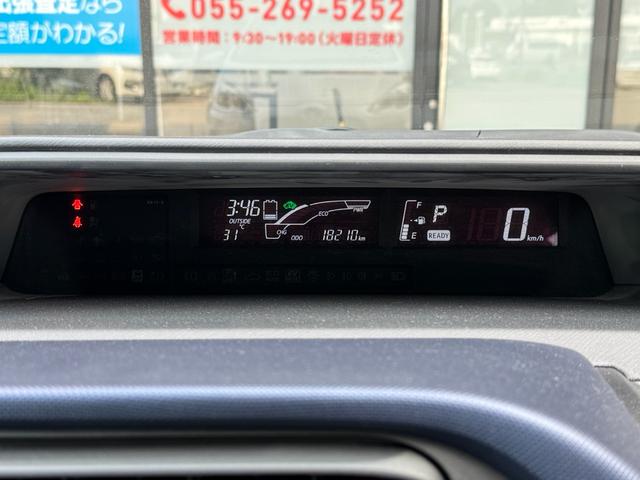 出張査定なら
定額がわかる!
055-269-5252
営業時間:9:30~19:00(火曜日定休)
3:46
ECO
PWR
OUTSIDE
31℃
CHG
ODO 18210km
F
E
P
READY
0 km/h